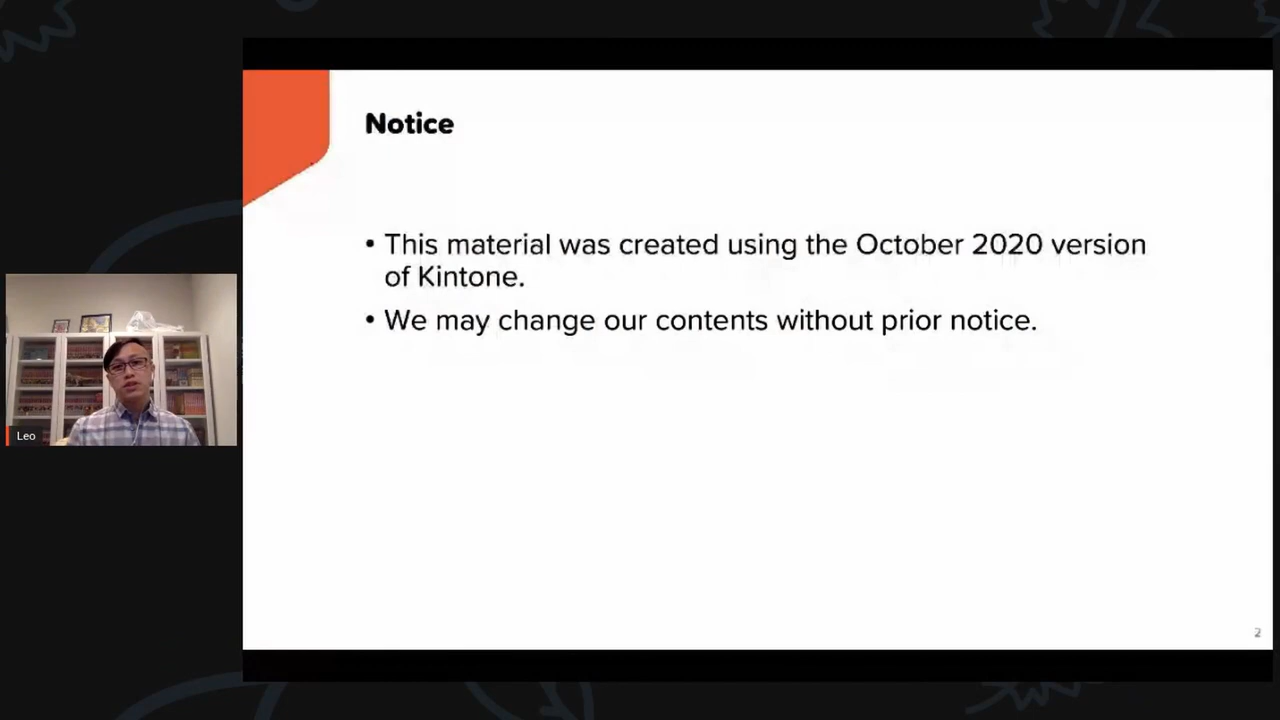 Notice
• This material was created using the October 2020 version
of Kintone.
• We may change our contents without prior notice.
2
Leo